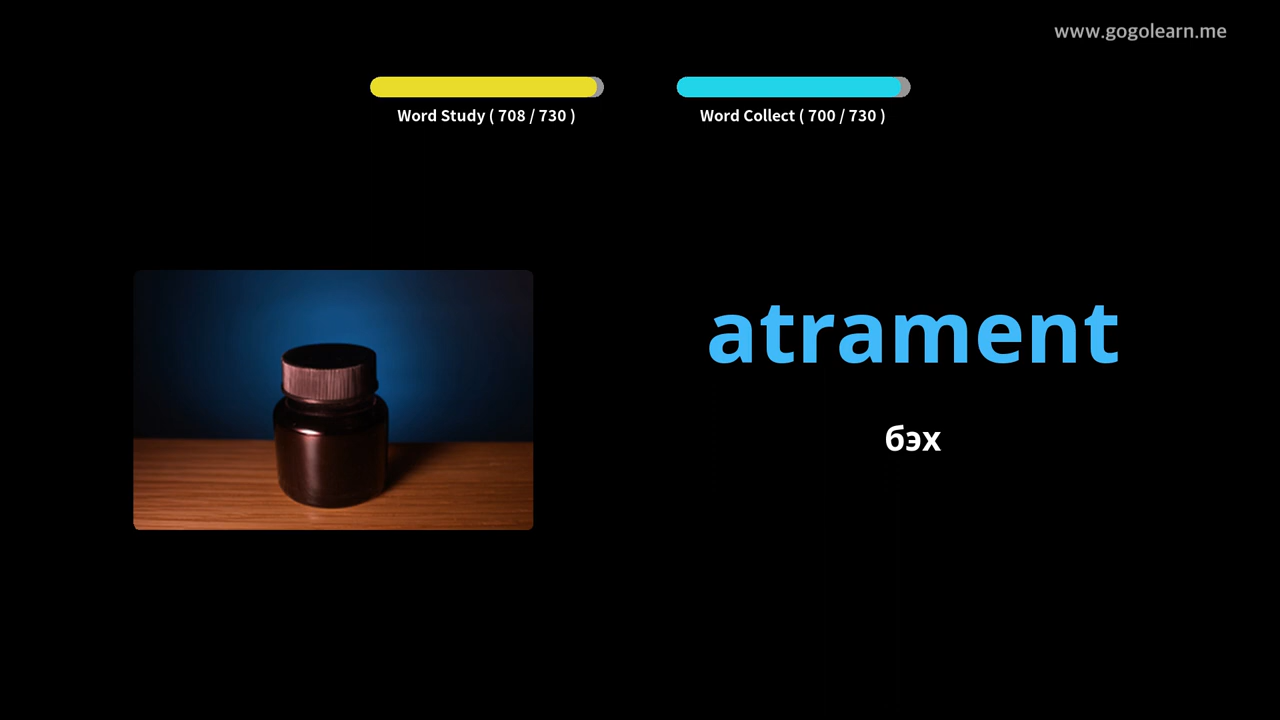 www.gogolearn.me
Word Study ( 708 / 730 )
Word Collect ( 700 / 730 )
atrament
бэх